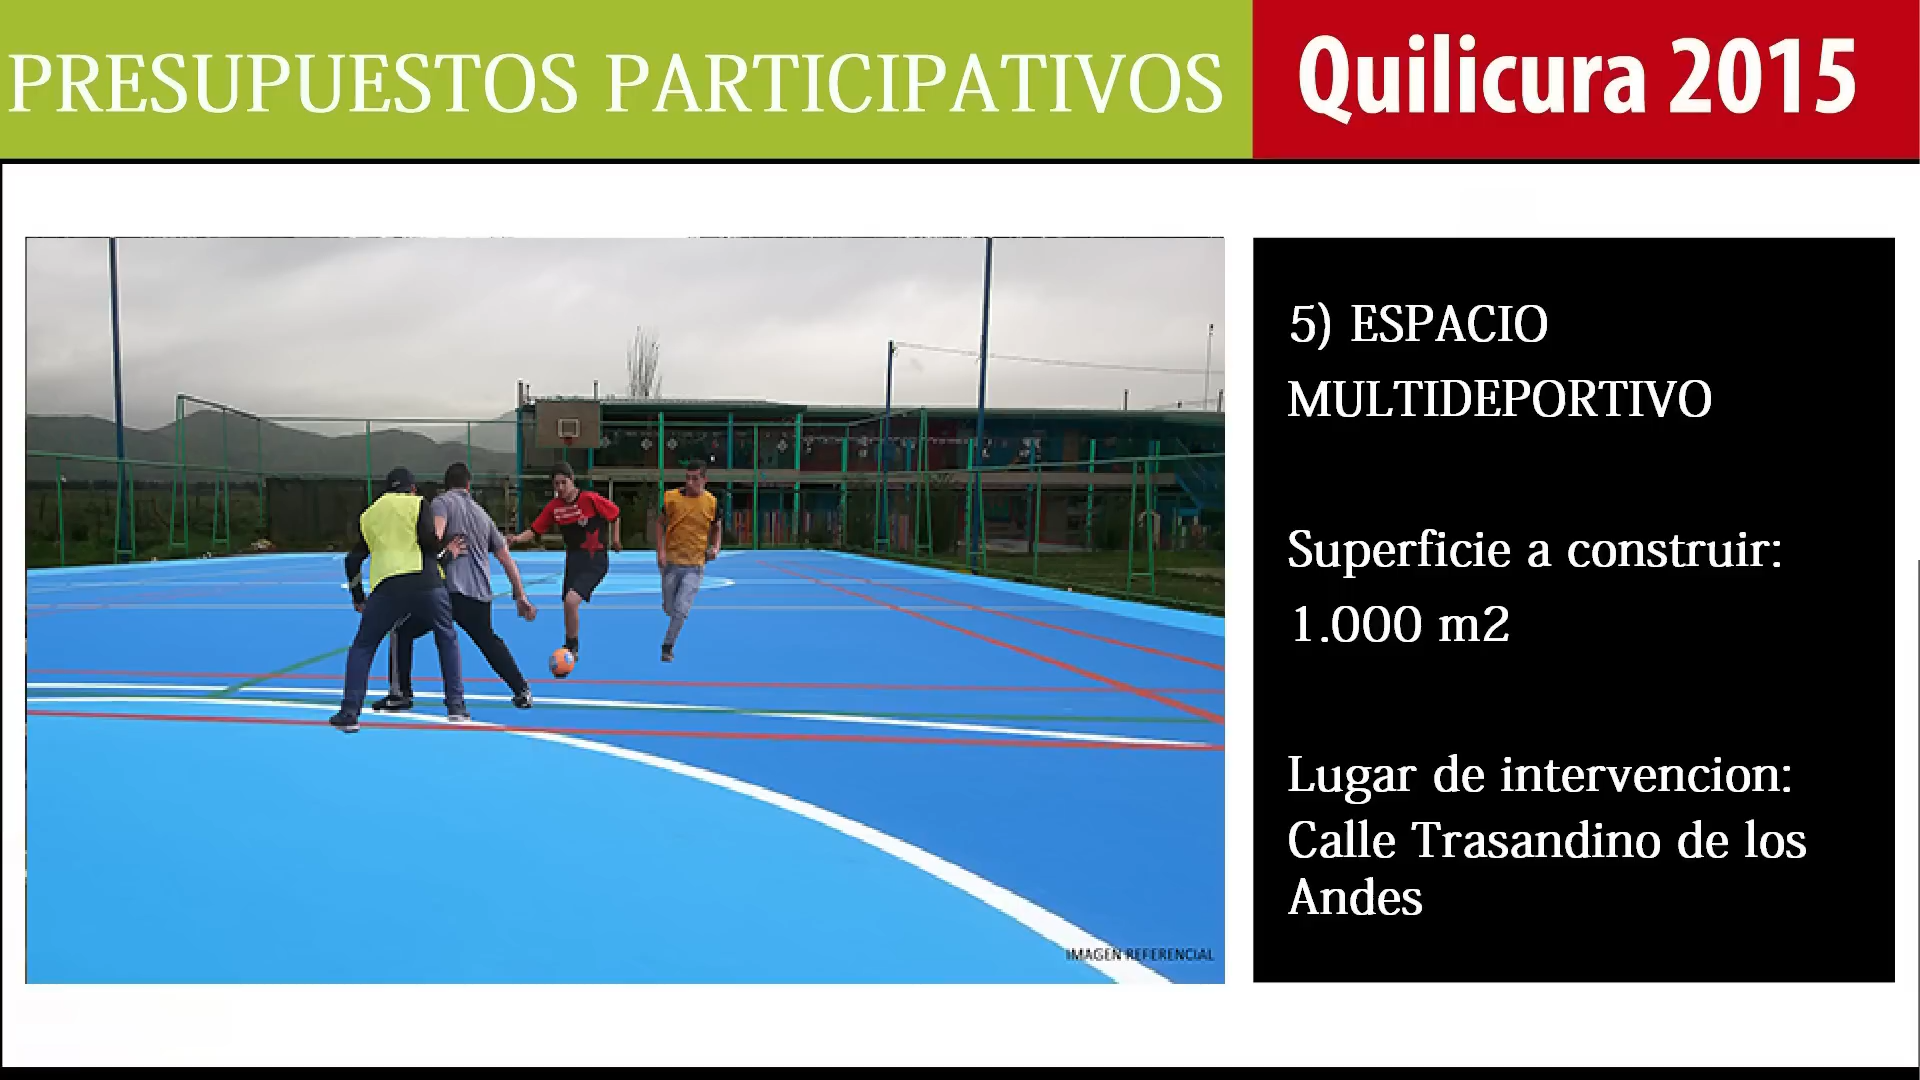 PRESUPUESTOS PARTICIPATIVOS
Quilicura 2015
5) ESPACIO
MULTIDEPORTIVO
Superficie a construir:
1.000 m2
Lugar de intervencion:
Calle Trasandino de los
Andes
IMAGEN REFERENCIAL